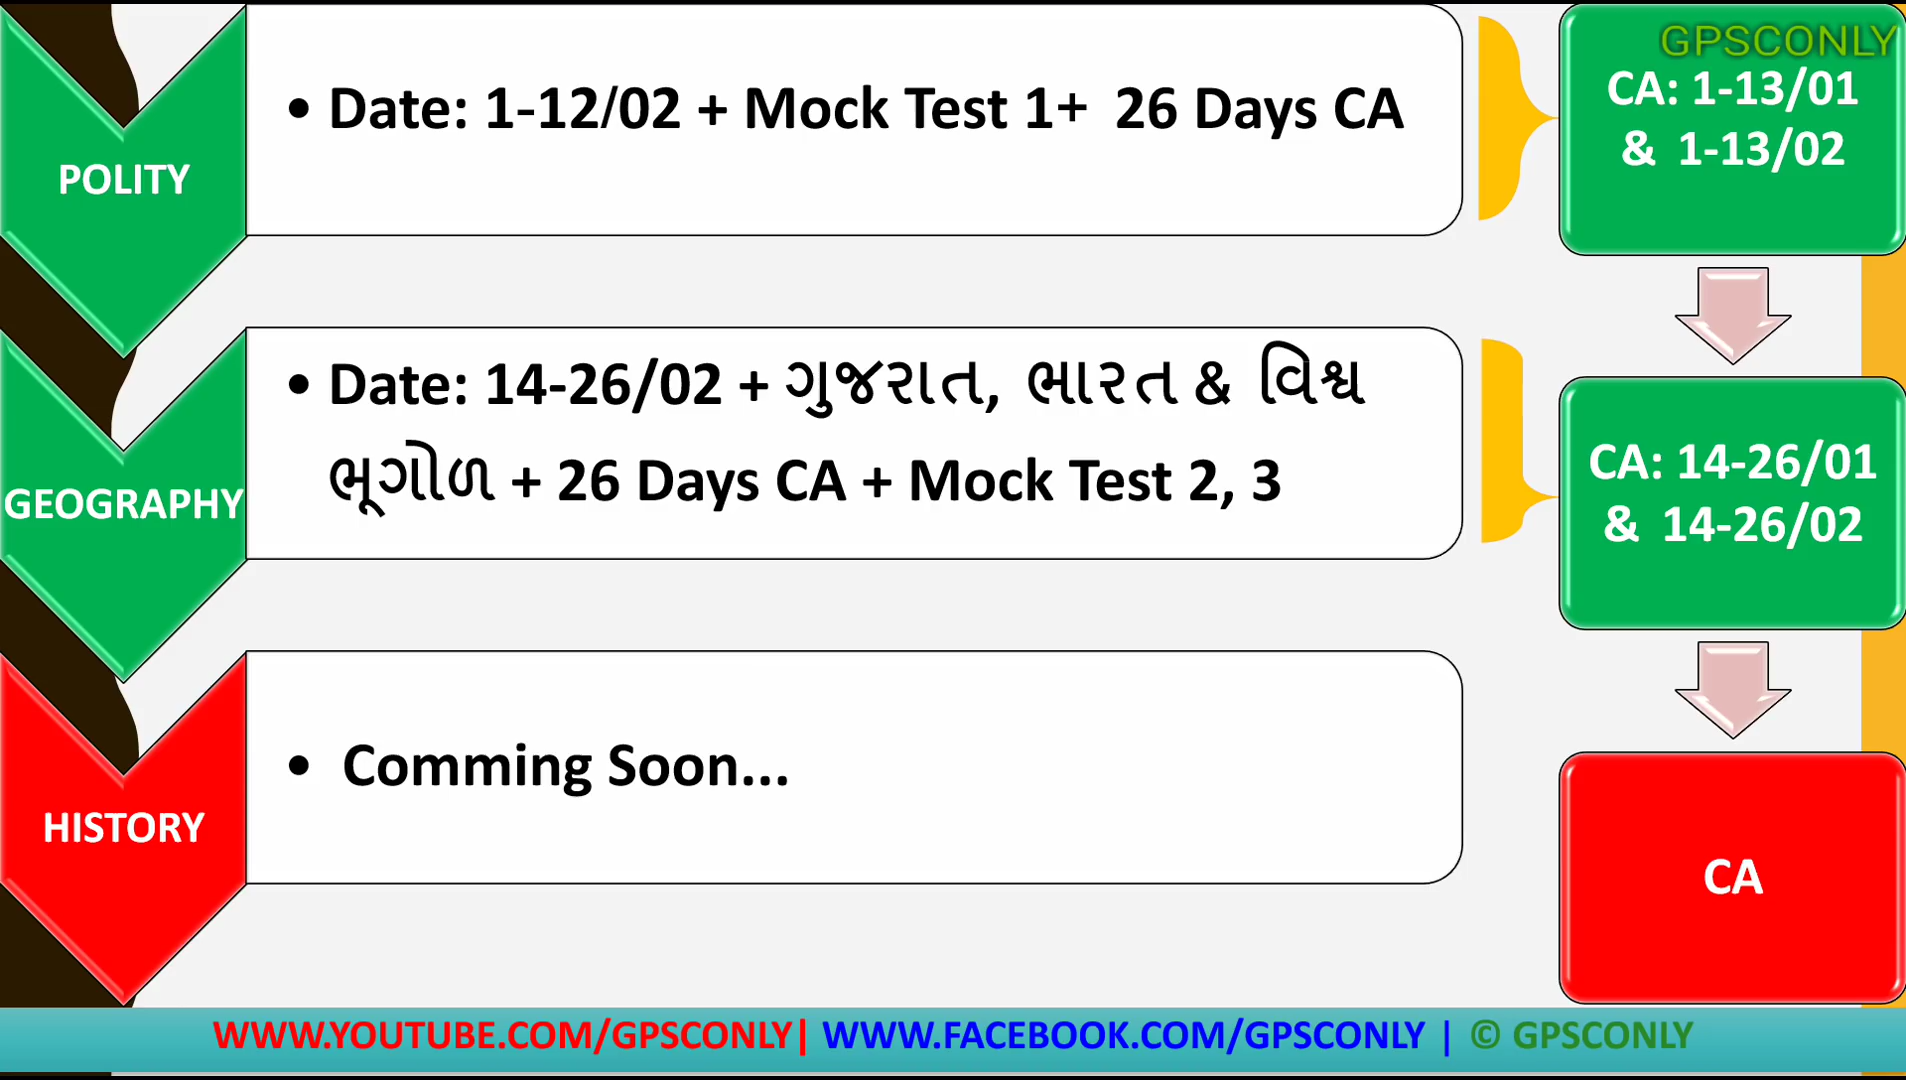 GPSCONLY
POLITY
• Date: 1-12/02 + Mock Test 1+ 26 Days CA
CA: 1-13/01
& 1-13/02
GEOGRAPHY
• Date: 14-26/02 + ગુજરાત, ભારત & વિશ્વ
ભૂગોળ + 26 Days CA + Mock Test 2, 3
CA: 14-26/01
& 14-26/02
HISTORY
• Comming Soon...
CA
WWW.YOUTUBE.COM/GPSCONLY| WWW.FACEBOOK.COM/GPSCONLY | © GPSCONLY